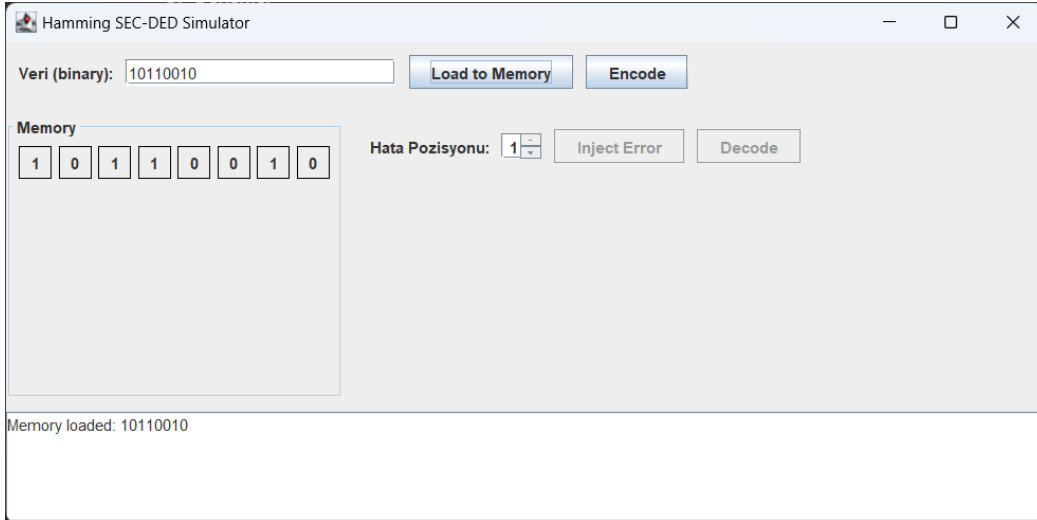 Hamming SEC-DED Simulator
Veri (binary): 10110010 Load to Memory Encode
Memory
1 0 1 1 0 0 1 0
Hata Pozisyonu: 1 Inject Error Decode
Memory loaded: 10110010